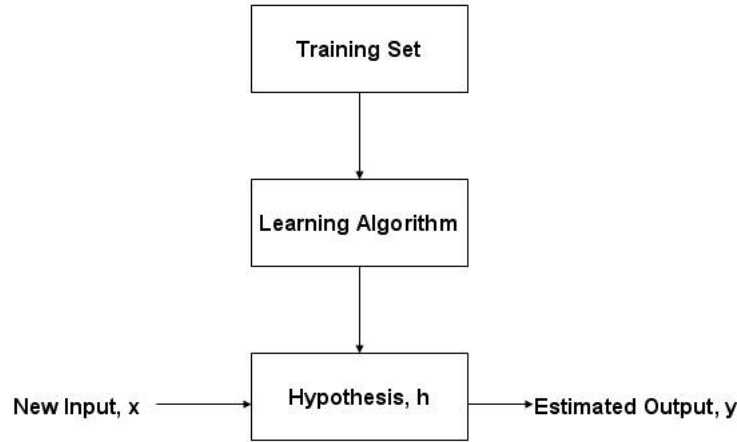 Training Set
Learning Algorithm
New Input, x
Hypothesis, h
Estimated Output, y